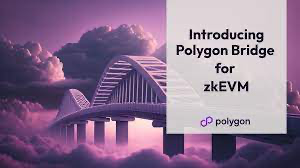 Introducing
Polygon Bridge
for
zkEVM
polygon